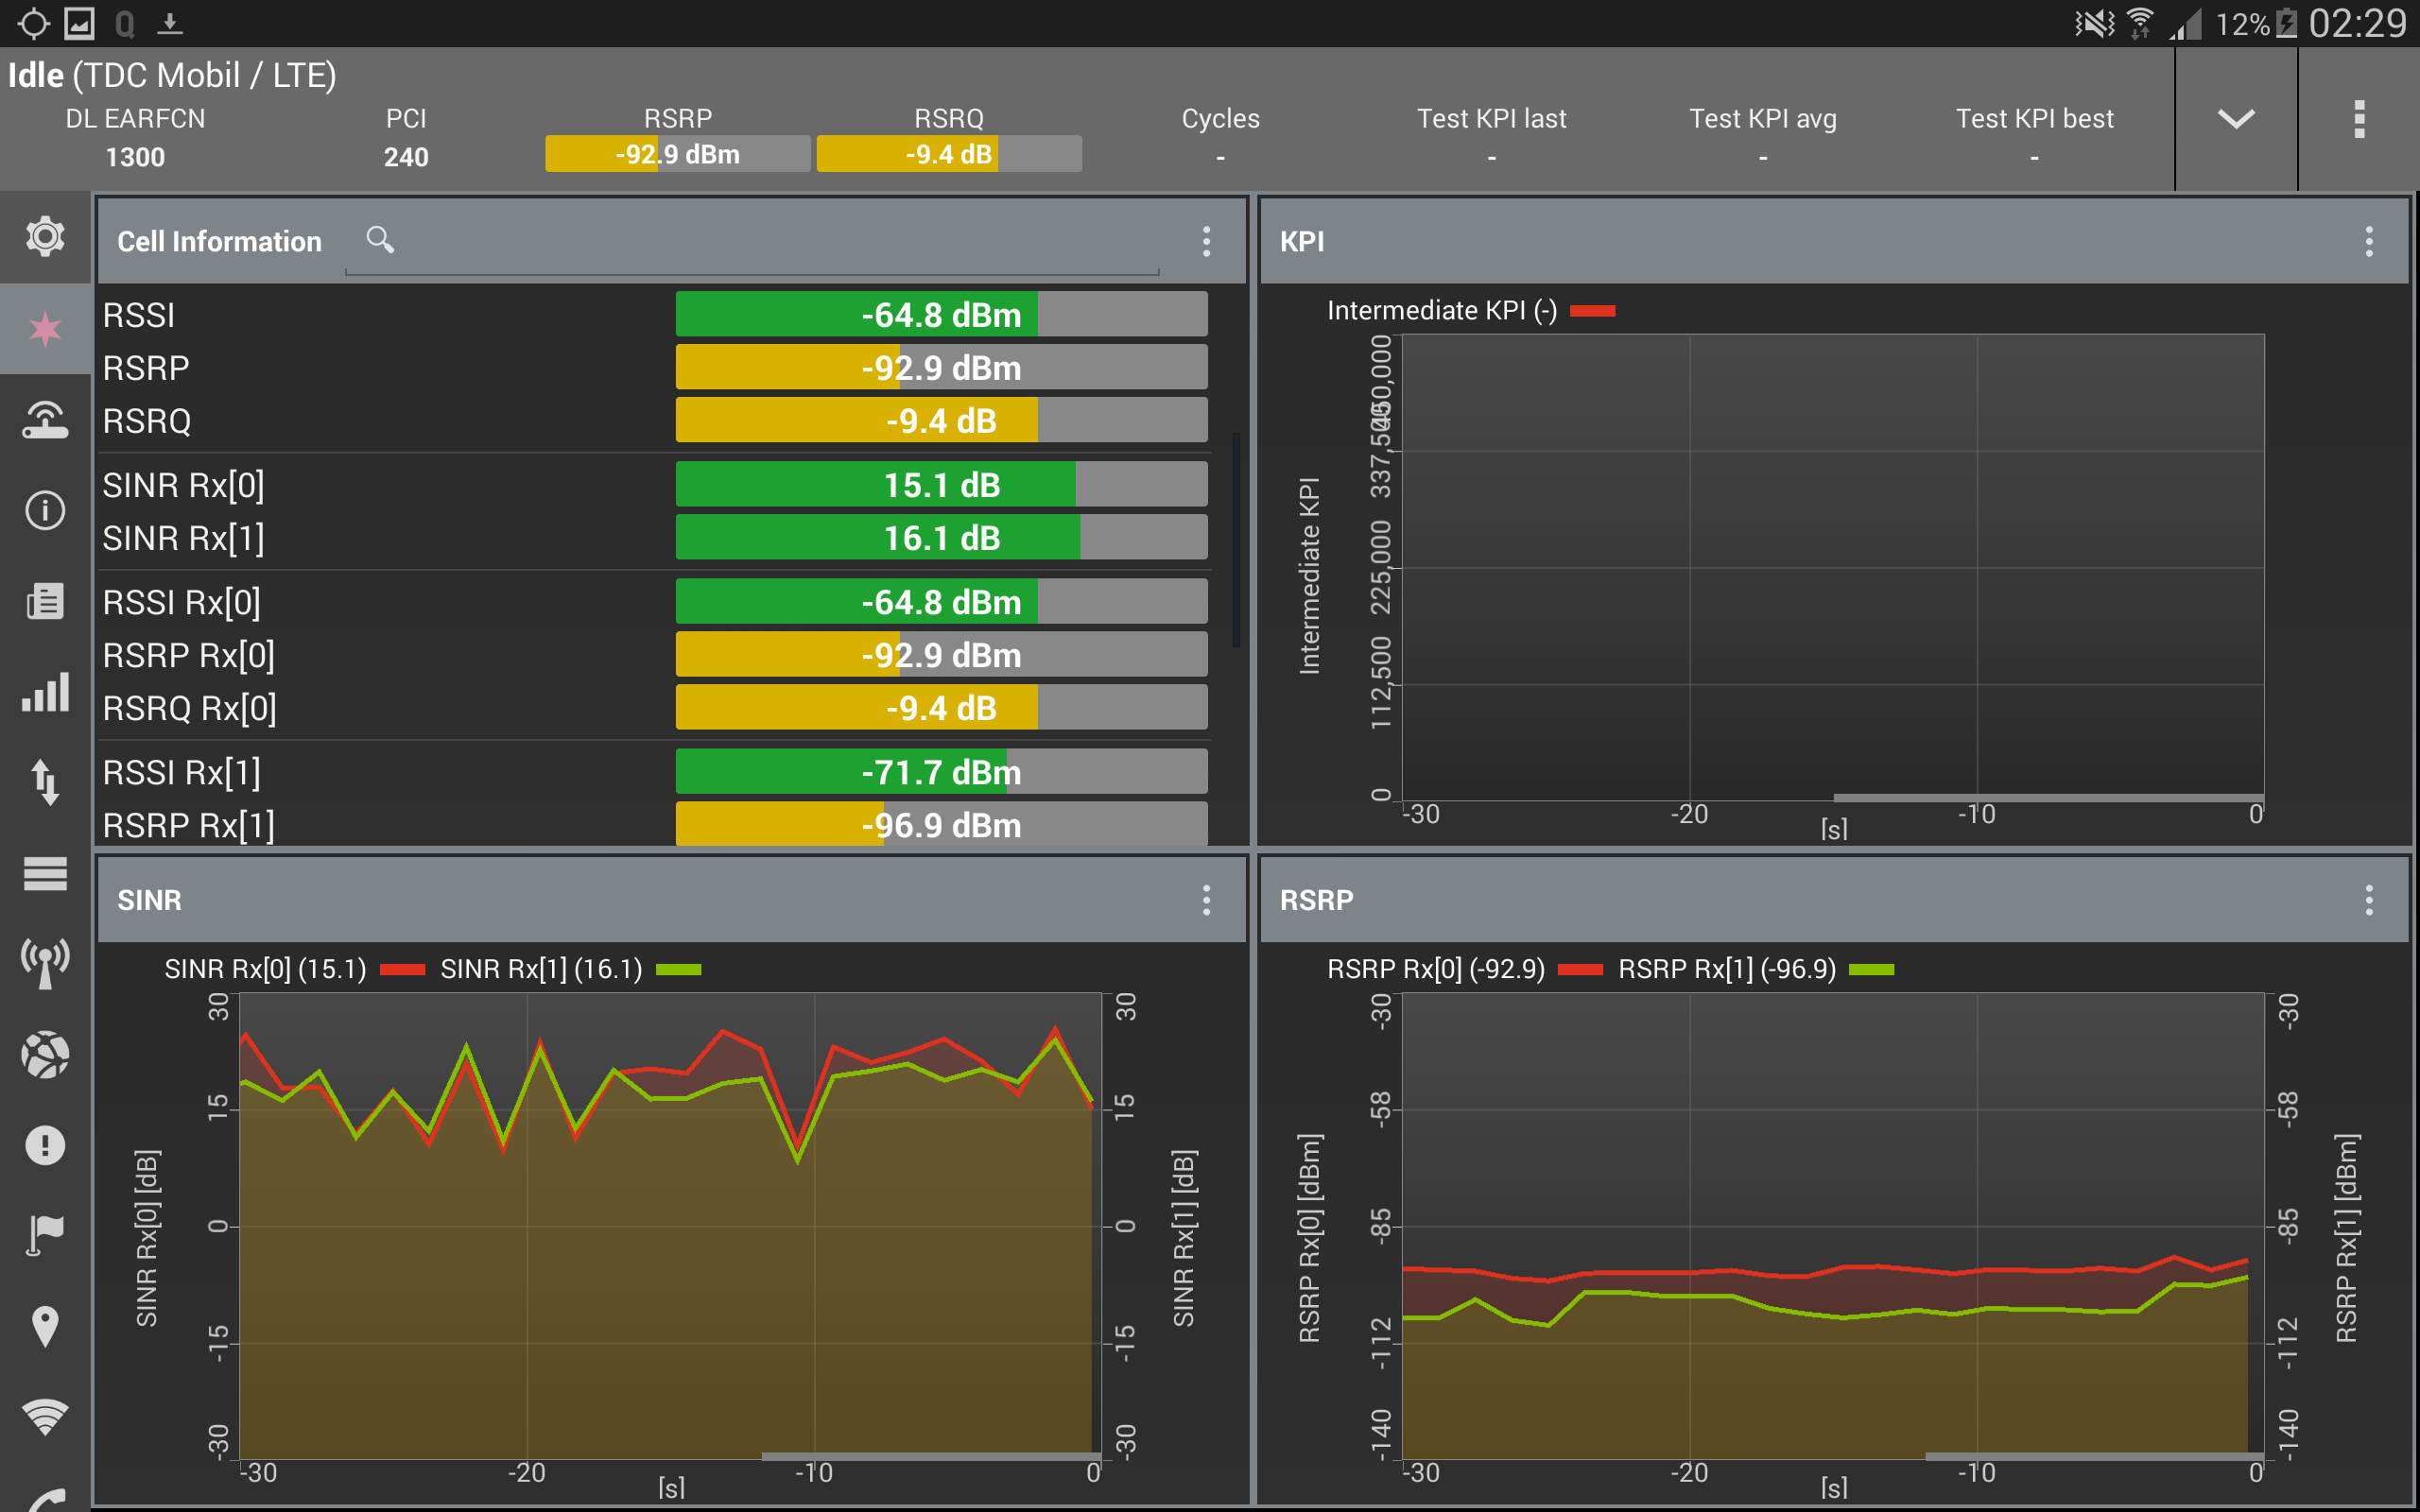 12% 02:29
Idle (TDC Mobil / LTE)
DL EARFCN PCI RSRP RSRQ Cycles Test KPI last Test KPI avg Test KPI best
1300 240 -92.9 dBm -9.4 dB - - - -
Cell Information
RSSI -64.8 dBm
RSRP -92.9 dBm
RSRQ -9.4 dB
SINR Rx[0] 15.1 dB
SINR Rx[1] 16.1 dB
RSSI Rx[0] -64.8 dBm
RSRP Rx[0] -92.9 dBm
RSRQ Rx[0] -9.4 dB
RSSI Rx[1] -71.7 dBm
RSRP Rx[1] -96.9 dBm
KPI
Intermediate KPI (-)
Intermediate KPI
450,000
337,500
225,000
112,500
0
-30 -20 -10 0
[s]
SINR
SINR Rx[0] (15.1) SINR Rx[1] (16.1)
SINR Rx[0] [dB]
30
15
0
-15
-30
30
15
0
-15
-30
SINR Rx[1] [dB]
-30 -20 -10 0
[s]
RSRP
RSRP Rx[0] (-92.9) RSRP Rx[1] (-96.9)
RSRP Rx[0] [dBm]
-30
-58
-85
-112
-140
-30
-58
-85
-112
-140
RSRP Rx[1] [dBm]
-30 -20 -10 0
[s]